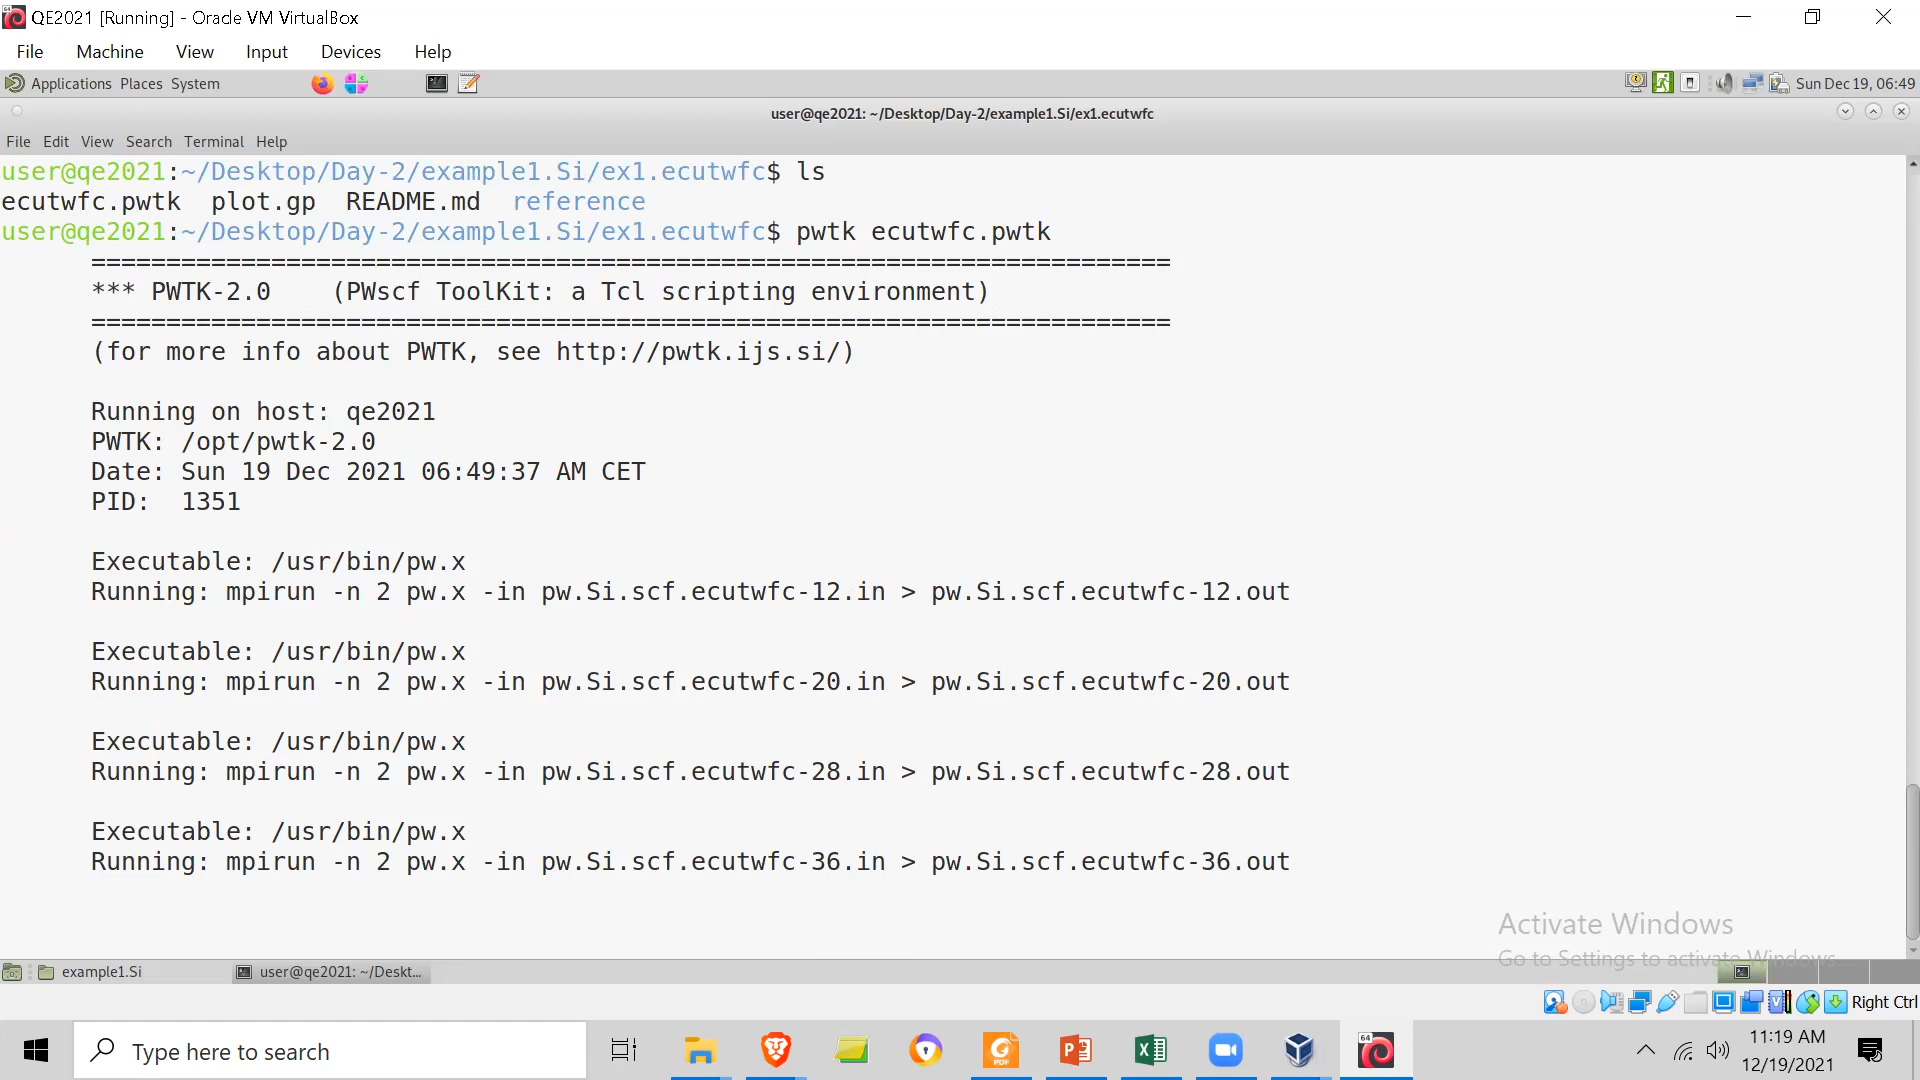 QE2021 [Running] - Oracle VM VirtualBox
File Machine View Input Devices Help
Applications Places System Sun Dec 19, 06:49
user@qe2021: ~/Desktop/Day-2/example1.Si/ex1.ecutwfc
File Edit View Search Terminal Help
user@qe2021:~/Desktop/Day-2/example1.Si/ex1.ecutwfc$ ls
ecutwfc.pwtk plot.gp README.md reference
user@qe2021:~/Desktop/Day-2/example1.Si/ex1.ecutwfc$ pwtk ecutwfc.pwtk
========================================================================
*** PWTK-2.0 (PWscf ToolKit: a Tcl scripting environment)
========================================================================
(for more info about PWTK, see http://pwtk.ijs.si/)
Running on host: qe2021
PWTK: /opt/pwtk-2.0
Date: Sun 19 Dec 2021 06:49:37 AM CET
PID: 1351
Executable: /usr/bin/pw.x
Running: mpirun -n 2 pw.x -in pw.Si.scf.ecutwfc-12.in > pw.Si.scf.ecutwfc-12.out
Executable: /usr/bin/pw.x
Running: mpirun -n 2 pw.x -in pw.Si.scf.ecutwfc-20.in > pw.Si.scf.ecutwfc-20.out
Executable: /usr/bin/pw.x
Running: mpirun -n 2 pw.x -in pw.Si.scf.ecutwfc-28.in > pw.Si.scf.ecutwfc-28.out
Executable: /usr/bin/pw.x
Running: mpirun -n 2 pw.x -in pw.Si.scf.ecutwfc-36.in > pw.Si.scf.ecutwfc-36.out
Activate Windows
Go to Settings to activate Windows.
example1.Si user@qe2021: ~/Deskt...
Right Ctrl
Type here to search
11:19 AM
12/19/2021